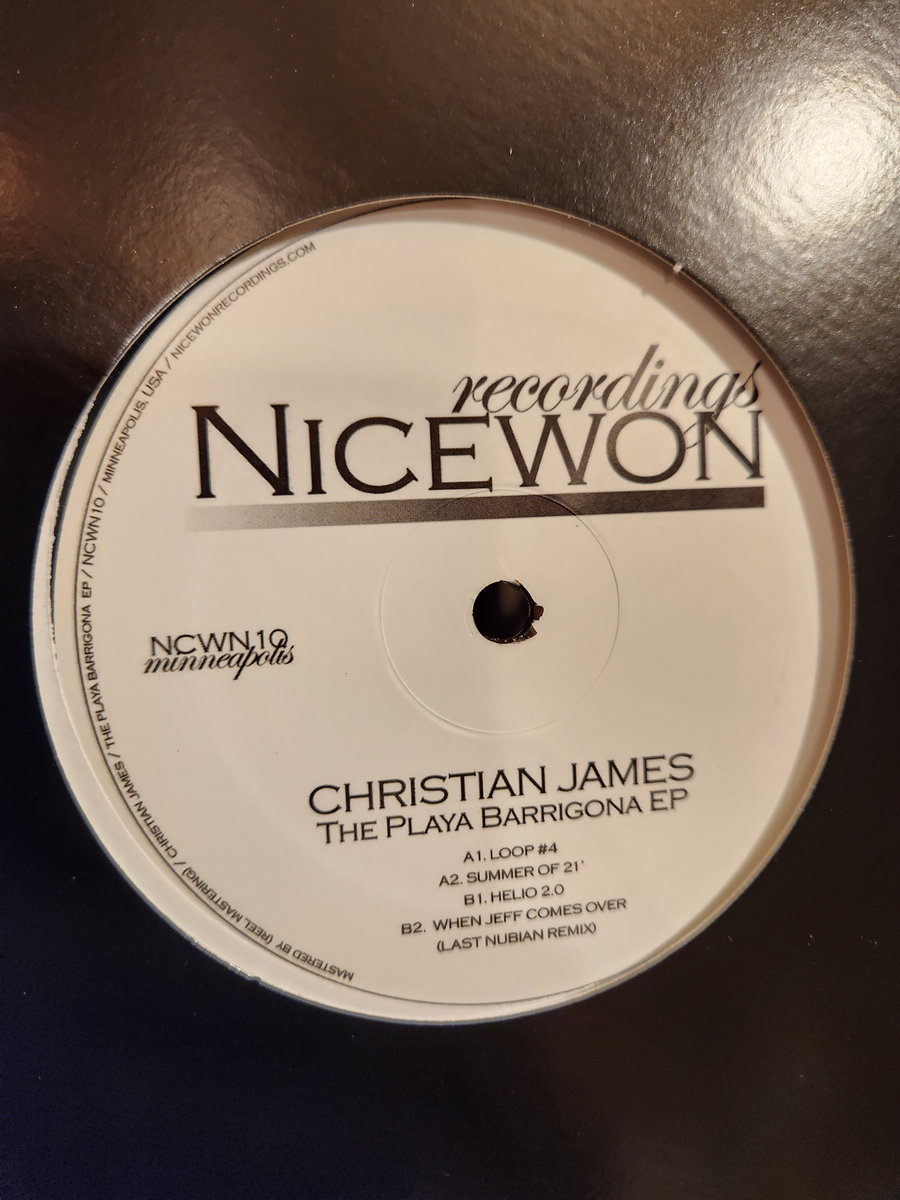 recordings
NICEWON
NCWN10
minneapolis
CHRISTIAN JAMES
THE PLAYA BARRIGONA EP
A1. LOOP #4
A2. SUMMER OF 21'
B1. HELIO 2.0
B2. WHEN JEFF COMES OVER
(LAST NUBIAN REMIX)
MASTERED BY (REEL MASTERING) / CHRISTIAN JAMES / THE PLAYA BARRIGONA EP / NCWN10 / MINNEAPOLIS, USA / NICEWONRECORDINGS.COM